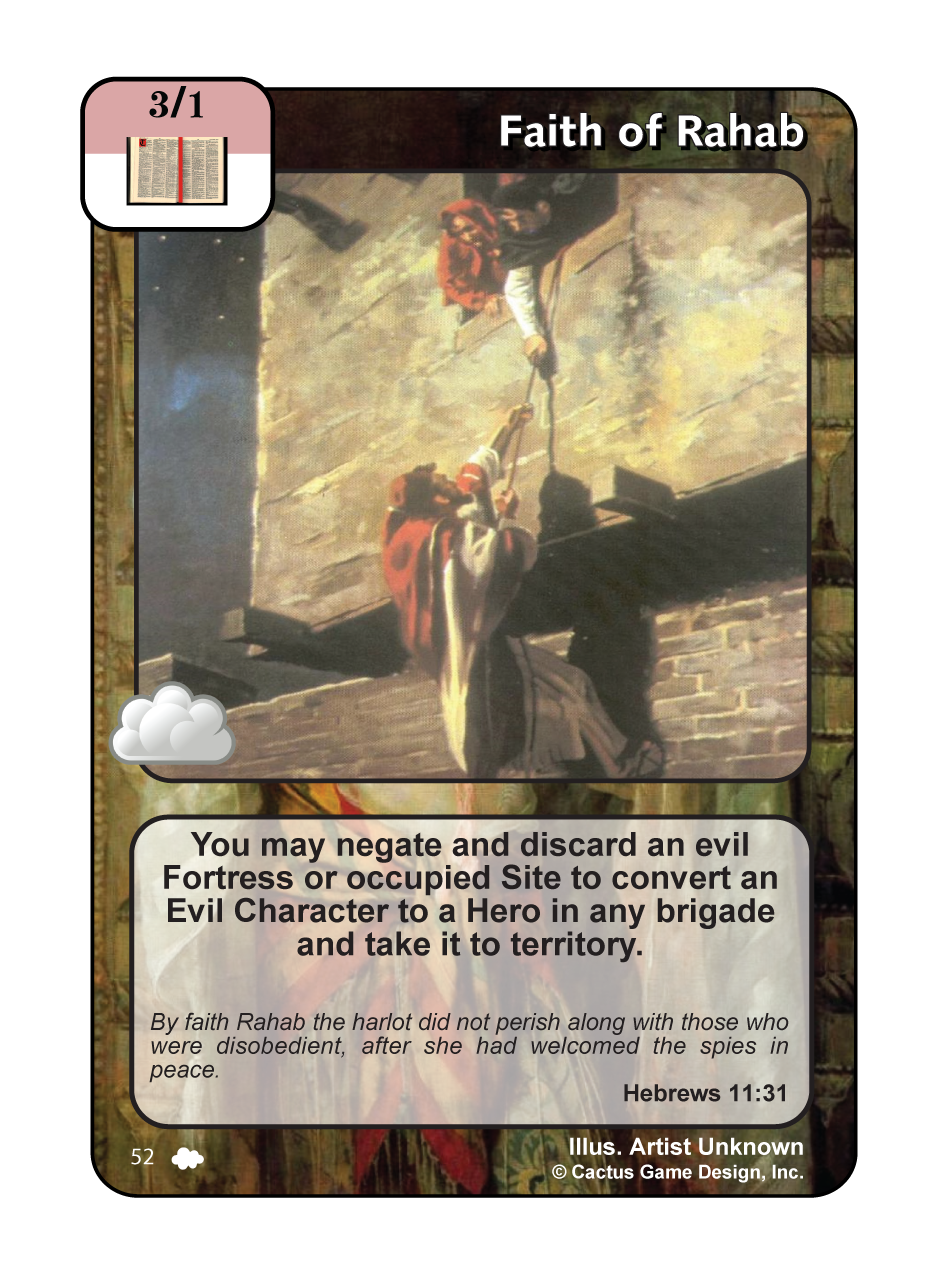 3/1
Faith of Rahab
You may negate and discard an evil
Fortress or occupied Site to convert an
Evil Character to a Hero in any brigade
and take it to territory.
By faith Rahab the harlot did not perish along with those who
were disobedient, after she had welcomed the spies in
peace.
Hebrews 11:31
52
Illus. Artist Unknown
© Cactus Game Design, Inc.